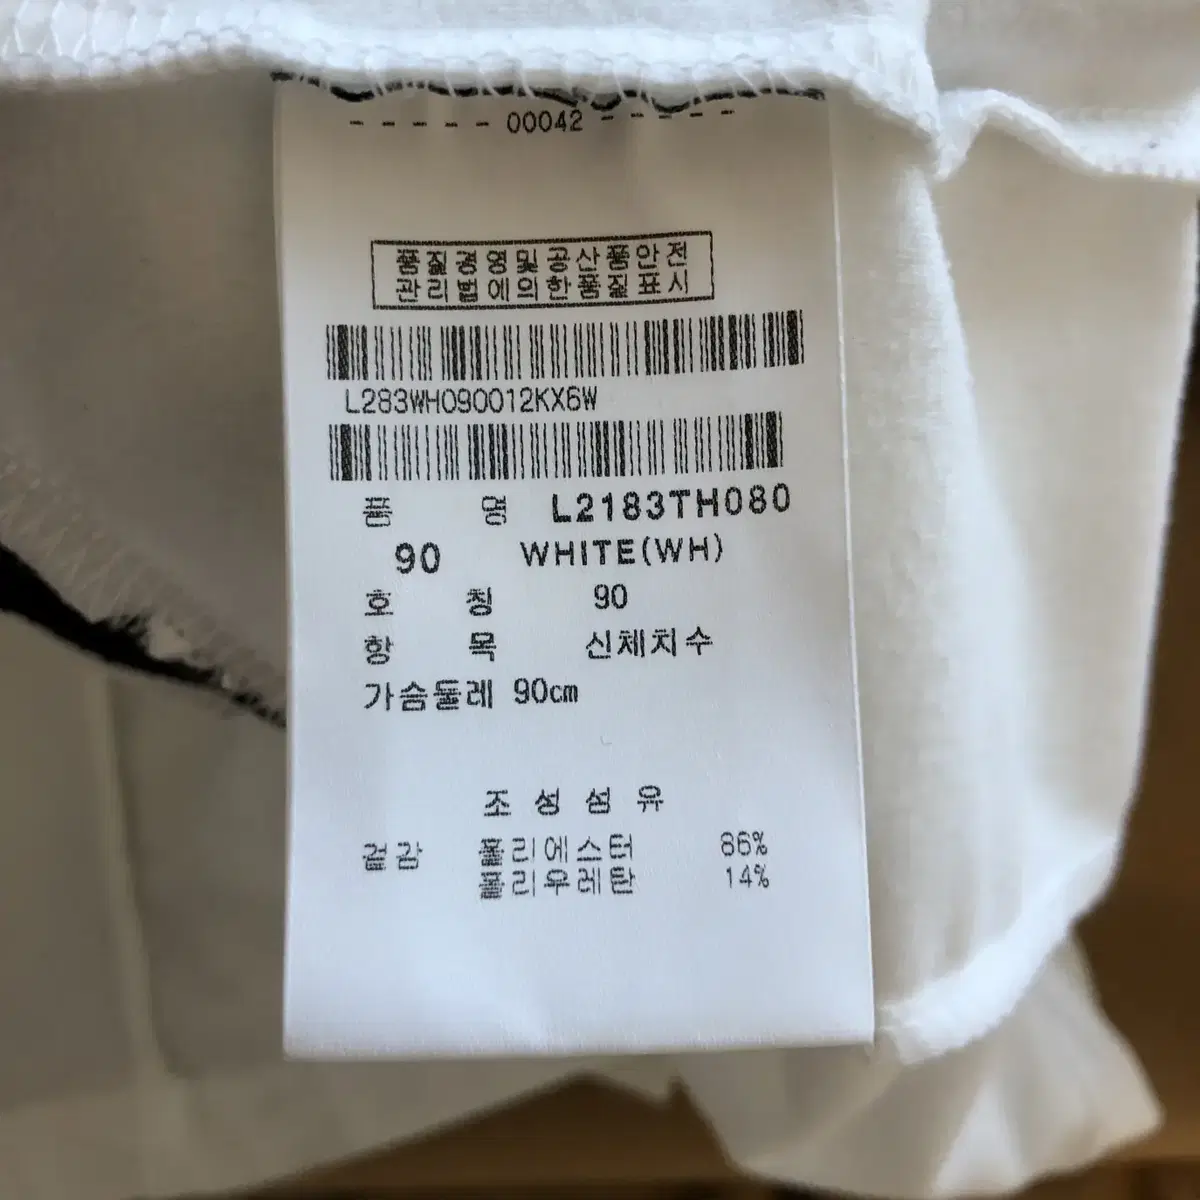 - - - - - 00042 - - - - -
품질경영및공산품안전
관리법에의한품질표시
L283WH090012KX6W
품 명 L2183TH080
90 WHITE(WH)
호 칭 90
항 목 신체치수
가슴둘레 90cm
조성섬유
겉감 폴리에스터 86%
폴리우레탄 14%